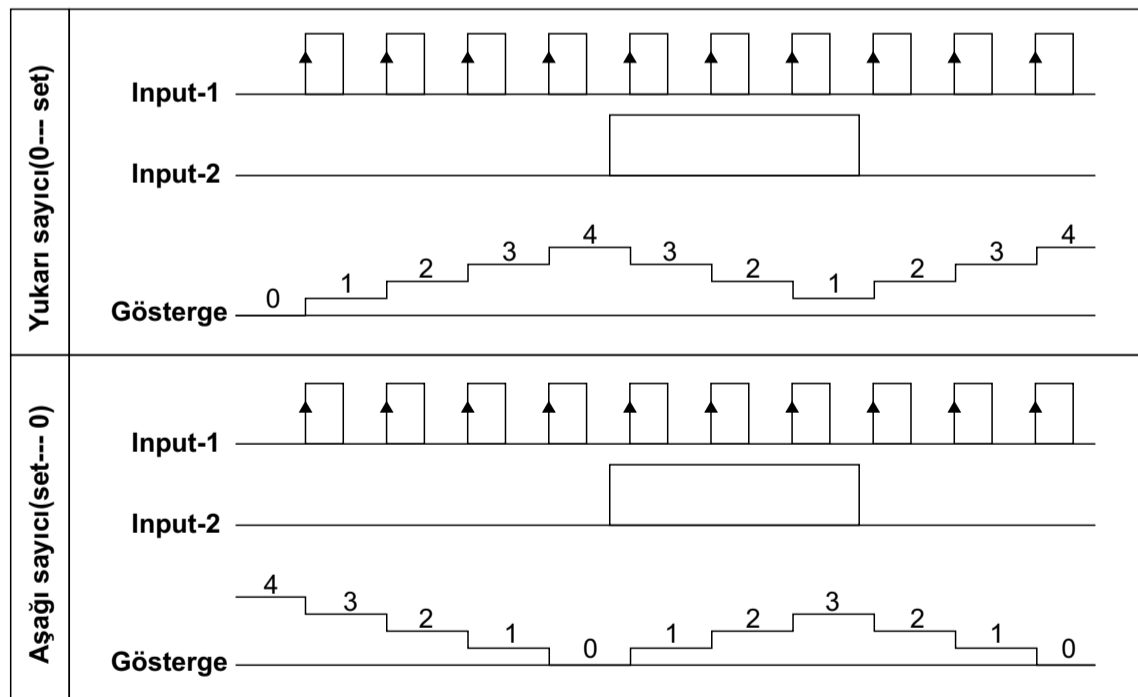 Yukarı sayıcı(0--- set)
Input-1
Input-2
0 1 2 3 4 3 2 1 2 3 4
Gösterge
Aşağı sayıcı(set--- 0)
Input-1
Input-2
4 3 2 1 0 1 2 3 2 1 0
Gösterge